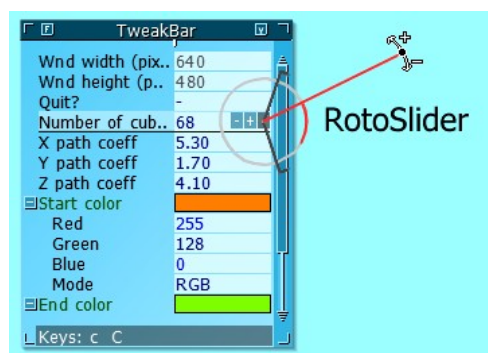 F TweakBar V
Wnd width (pix.. 640
Wnd height (p.. 480
Quit? -
Number of cub.. 68 - +
X path coeff 5.30
Y path coeff 1.70
Z path coeff 4.10
RotoSlider
Start color
Red 255
Green 128
Blue 0
Mode RGB
End color
Keys: c C